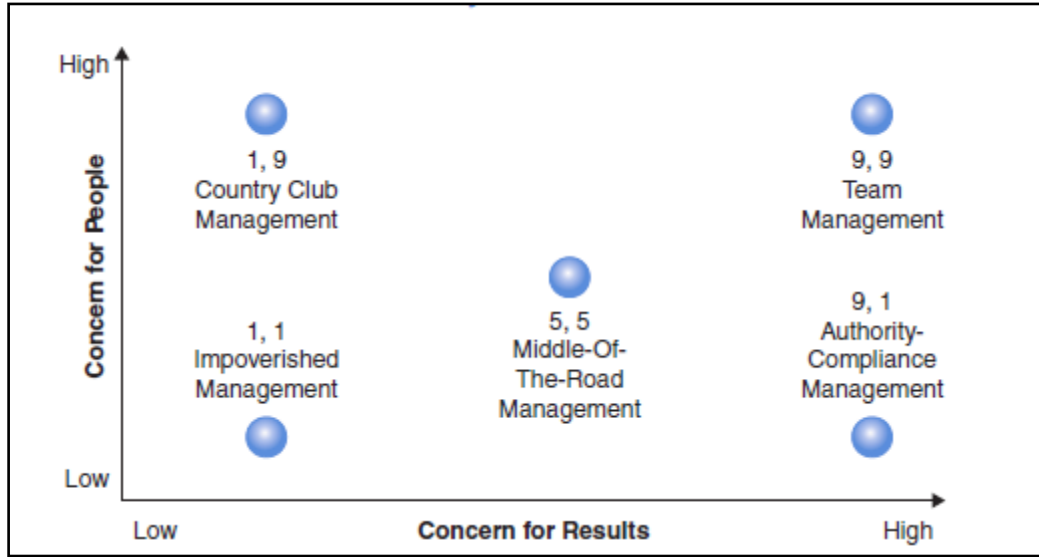 High
Concern for People
Low
1, 9
Country Club
Management
9, 9
Team
Management
1, 1
Impoverished
Management
5, 5
Middle-Of-
The-Road
Management
9, 1
Authority-
Compliance
Management
Low
Concern for Results
High